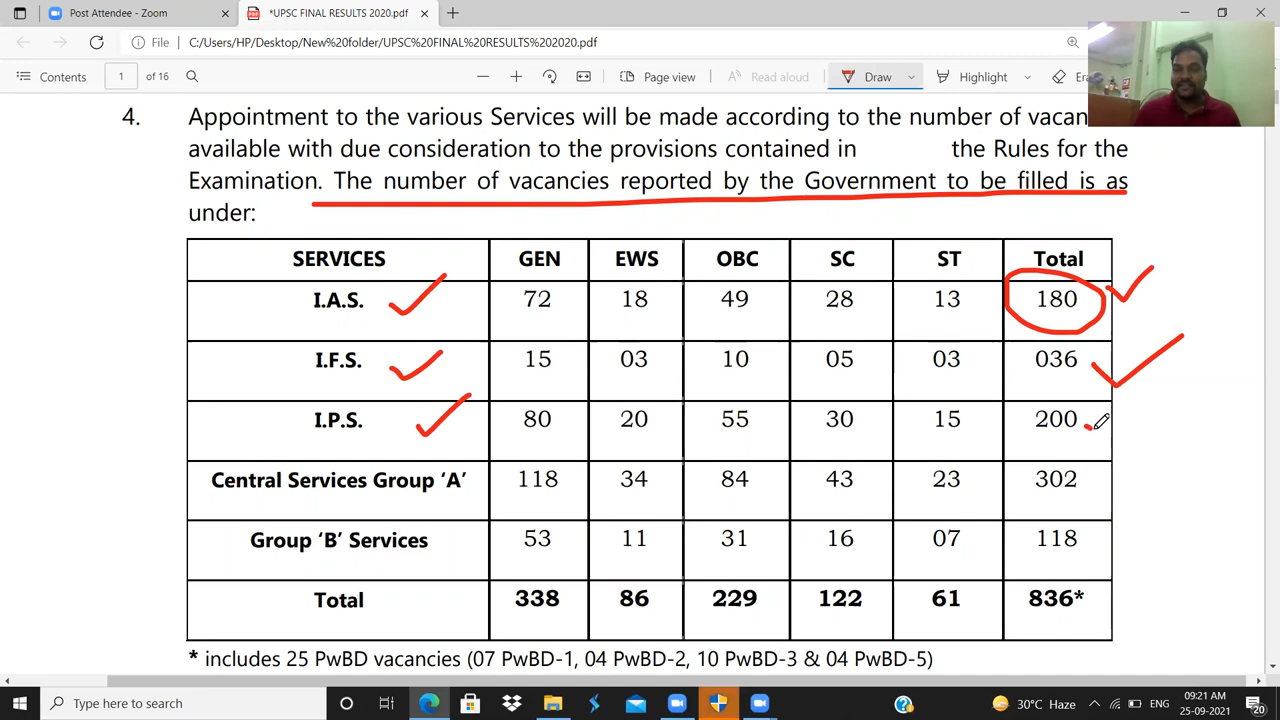 Post Attendee - Zoom
*UPSC FINAL RESULTS 2020.pdf
File C:/Users/HP/Desktop/New%20folder/UPSC%20FINAL%20RESULTS%202020.pdf
Contents 1 of 16 Page view Read aloud Draw Highlight
4. Appointment to the various Services will be made according to the number of
available with due consideration to the provisions contained in the Rules for the
Examination. The number of vacancies reported by the Government to be filled is as
under:
SERVICES GEN EWS OBC SC ST Total
I.A.S. 72 18 49 28 13 180
I.F.S. 15 03 10 05 03 036
I.P.S. 80 20 55 30 15 200
Central Services Group ‘A’ 118 34 84 43 23 302
Group ‘B’ Services 53 11 31 16 07 118
Total 338 86 229 122 61 836*
* includes 25 PwBD vacancies (07 PwBD-1, 04 PwBD-2, 10 PwBD-3 & 04 PwBD-5)
Type here to search 30°C Haze ENG 09:21 AM
25-09-2021 20